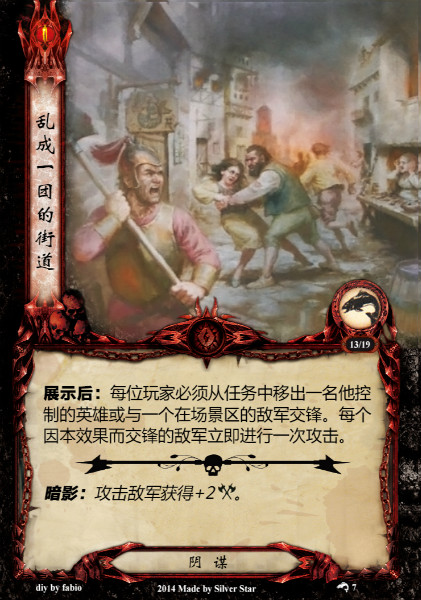 乱成一团的街道
13/19
展示后：每位玩家必须从任务中移出一名他控
制的英雄或与一个在场景区的敌军交锋。每个
因本效果而交锋的敌军立即进行一次攻击。
暗影：攻击敌军获得+2。
阴谋
diy by fabio 2014 Made by Silver Star 7